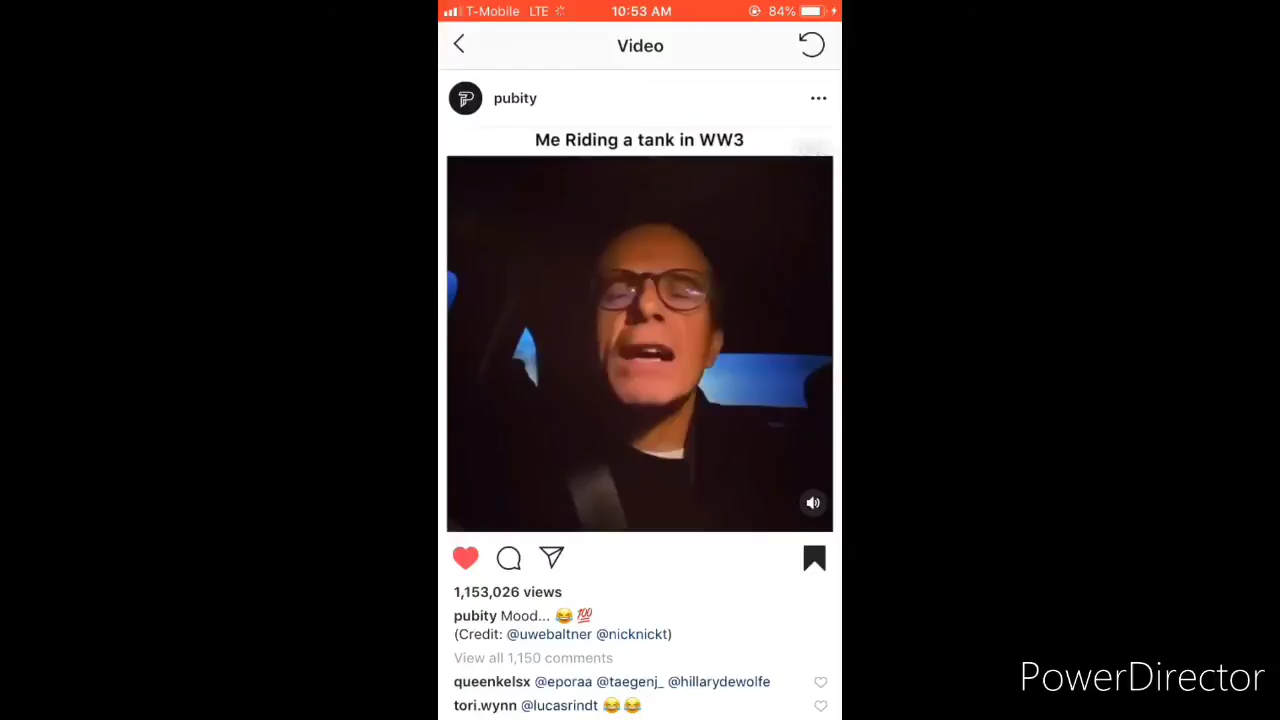 T-Mobile LTE 10:53 AM 84%
Video
pubity
Me Riding a tank in WW3
1,153,026 views
pubity Mood... 😂💯
(Credit: @uwebaltner @nicknickt)
View all 1,150 comments
queenkelsx @eporaa @taegenj_ @hillarydewolfe
tori.wynn @lucasrindt 😂😂
PowerDirector